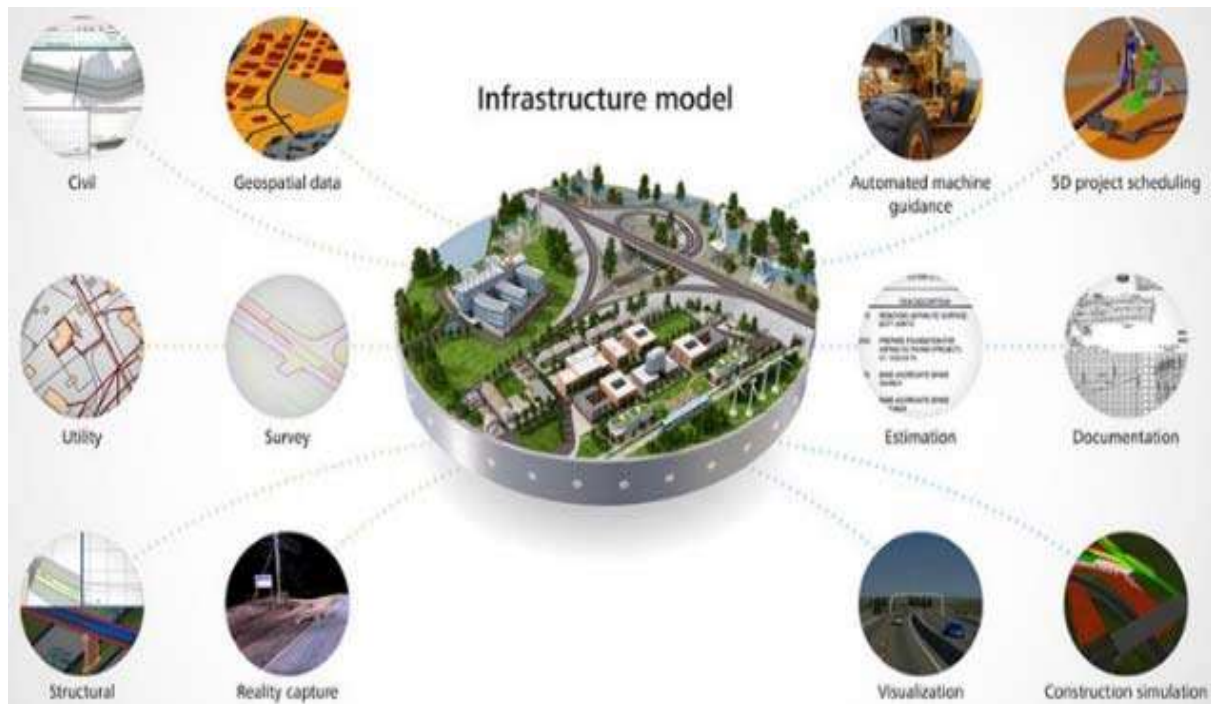 Infrastructure model
Civil
Geospatial data
Automated machine
guidance
5D project scheduling
Utility
Survey
Estimation
Documentation
Structural
Reality capture
Visualization
Construction simulation